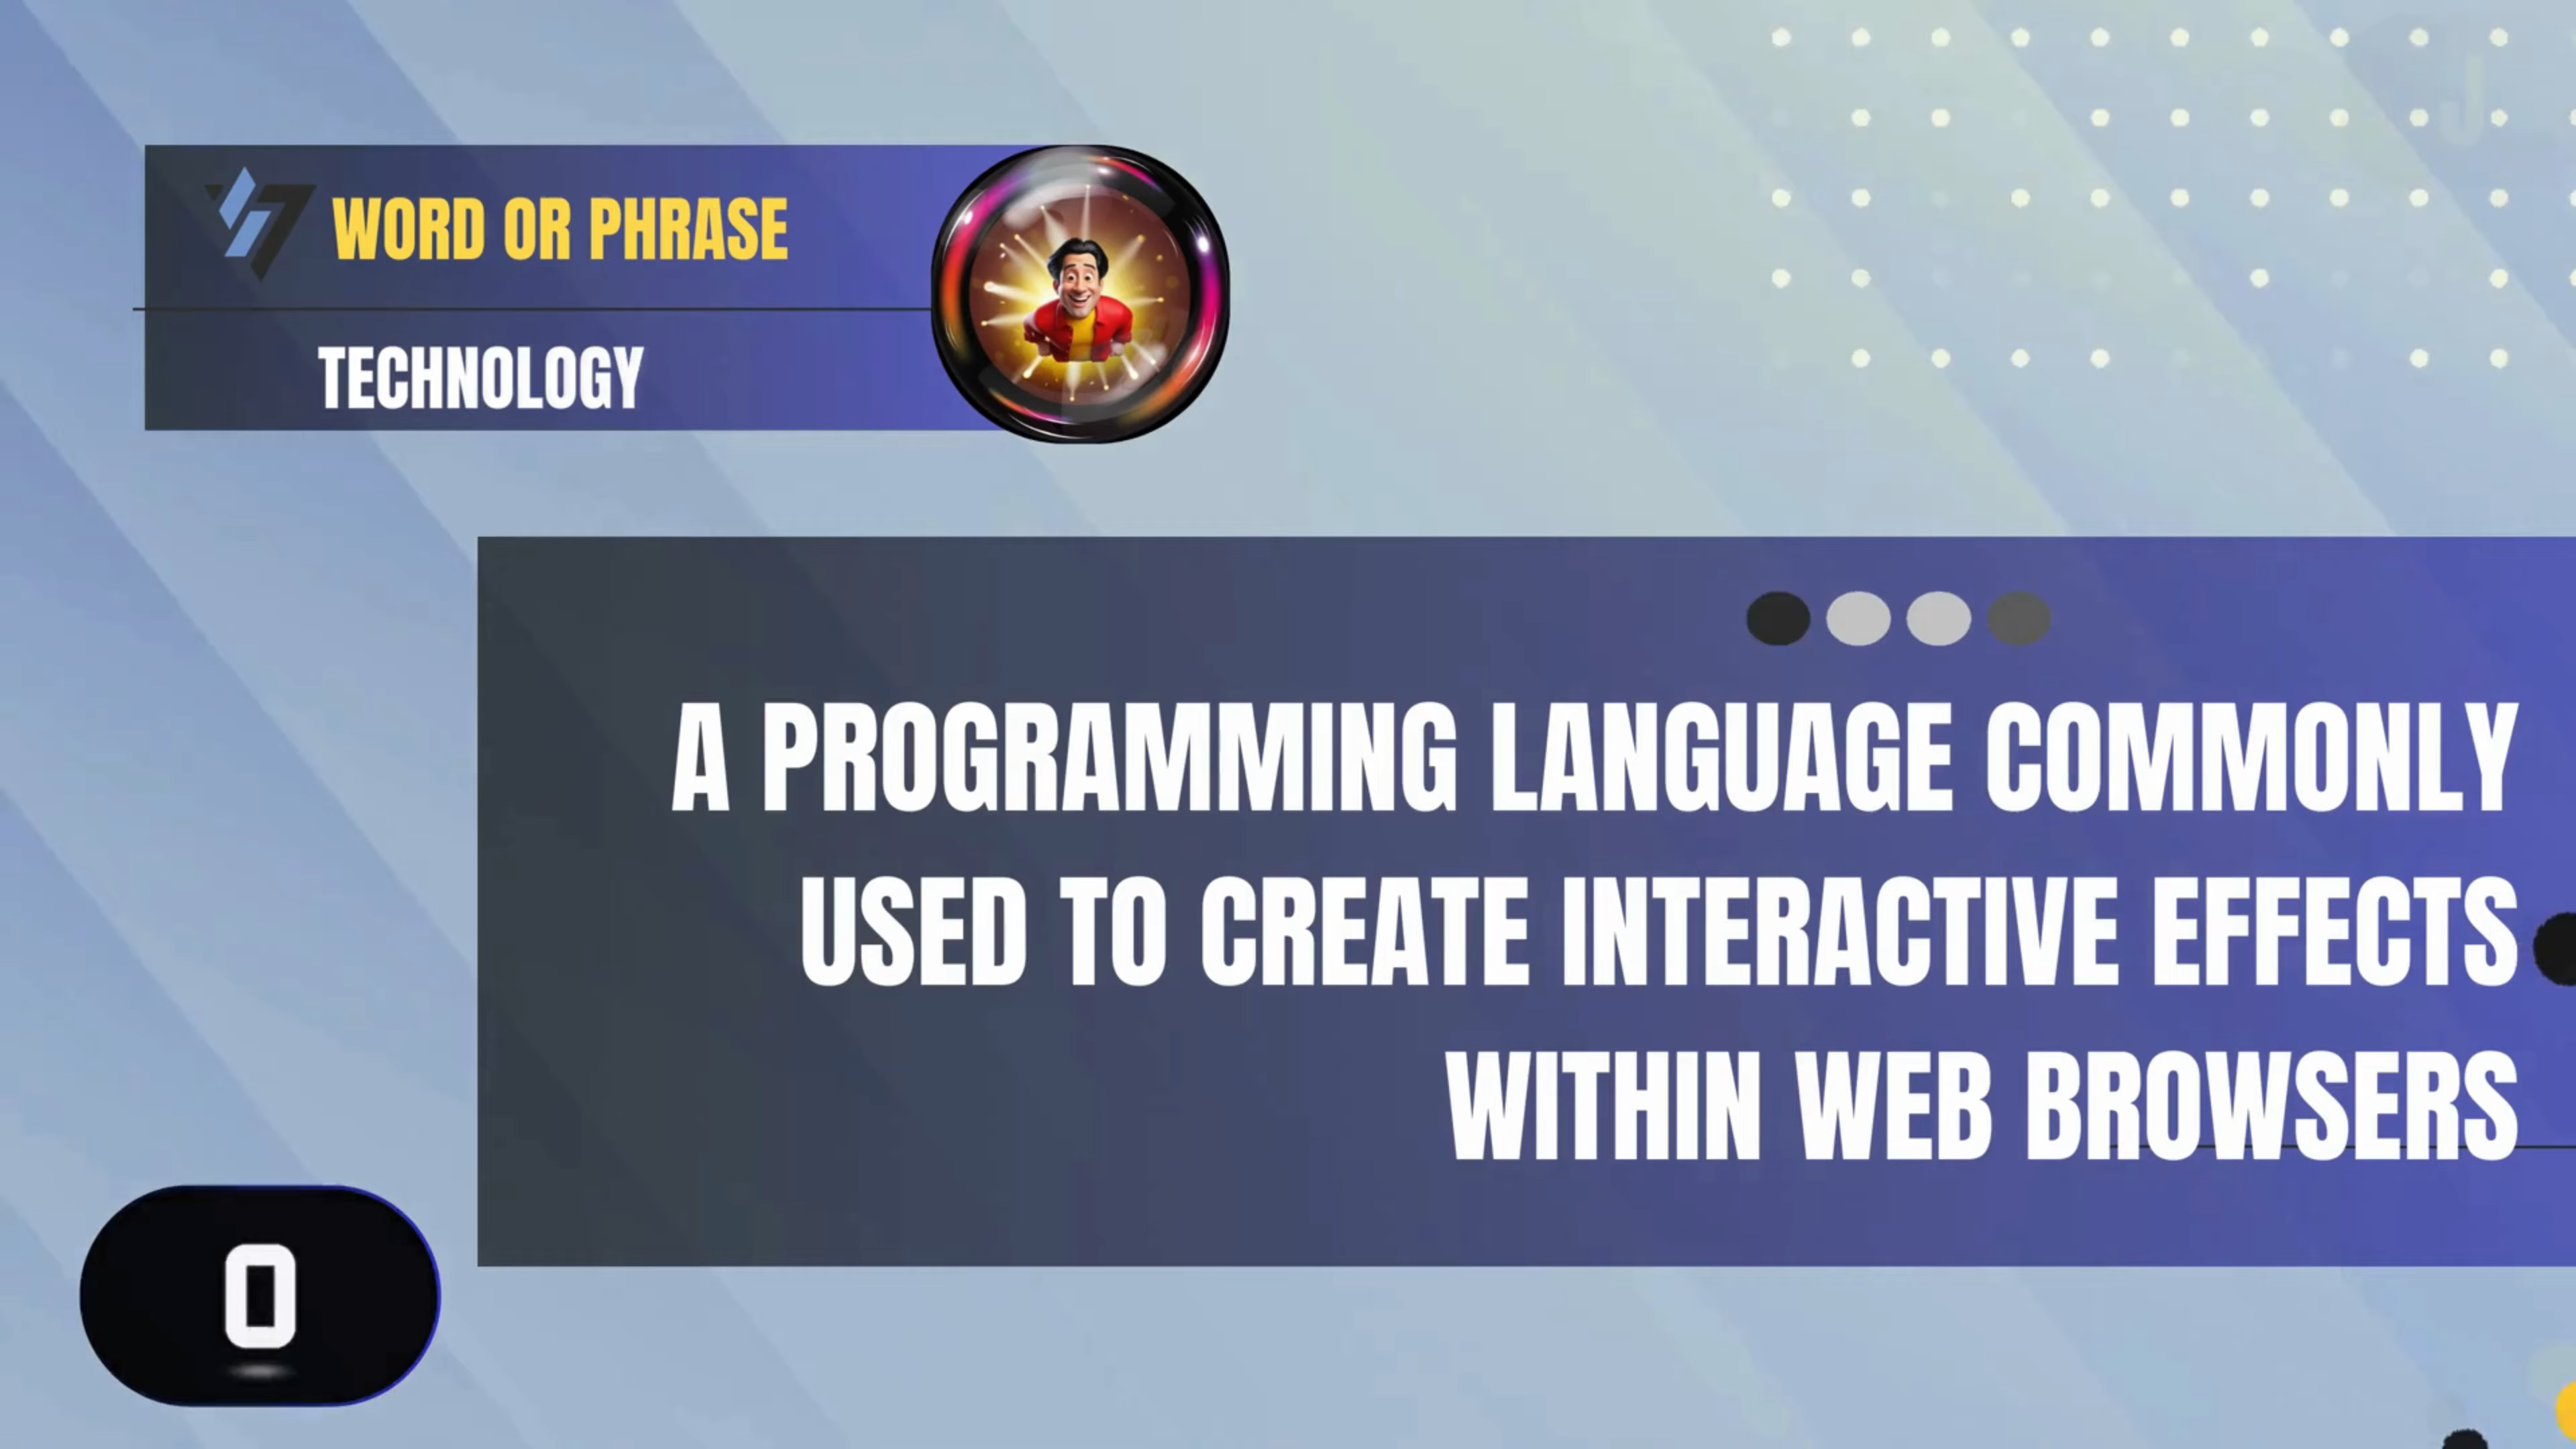 WORD OR PHRASE
TECHNOLOGY
A PROGRAMMING LANGUAGE COMMONLY
USED TO CREATE INTERACTIVE EFFECTS
WITHIN WEB BROWSERS
0